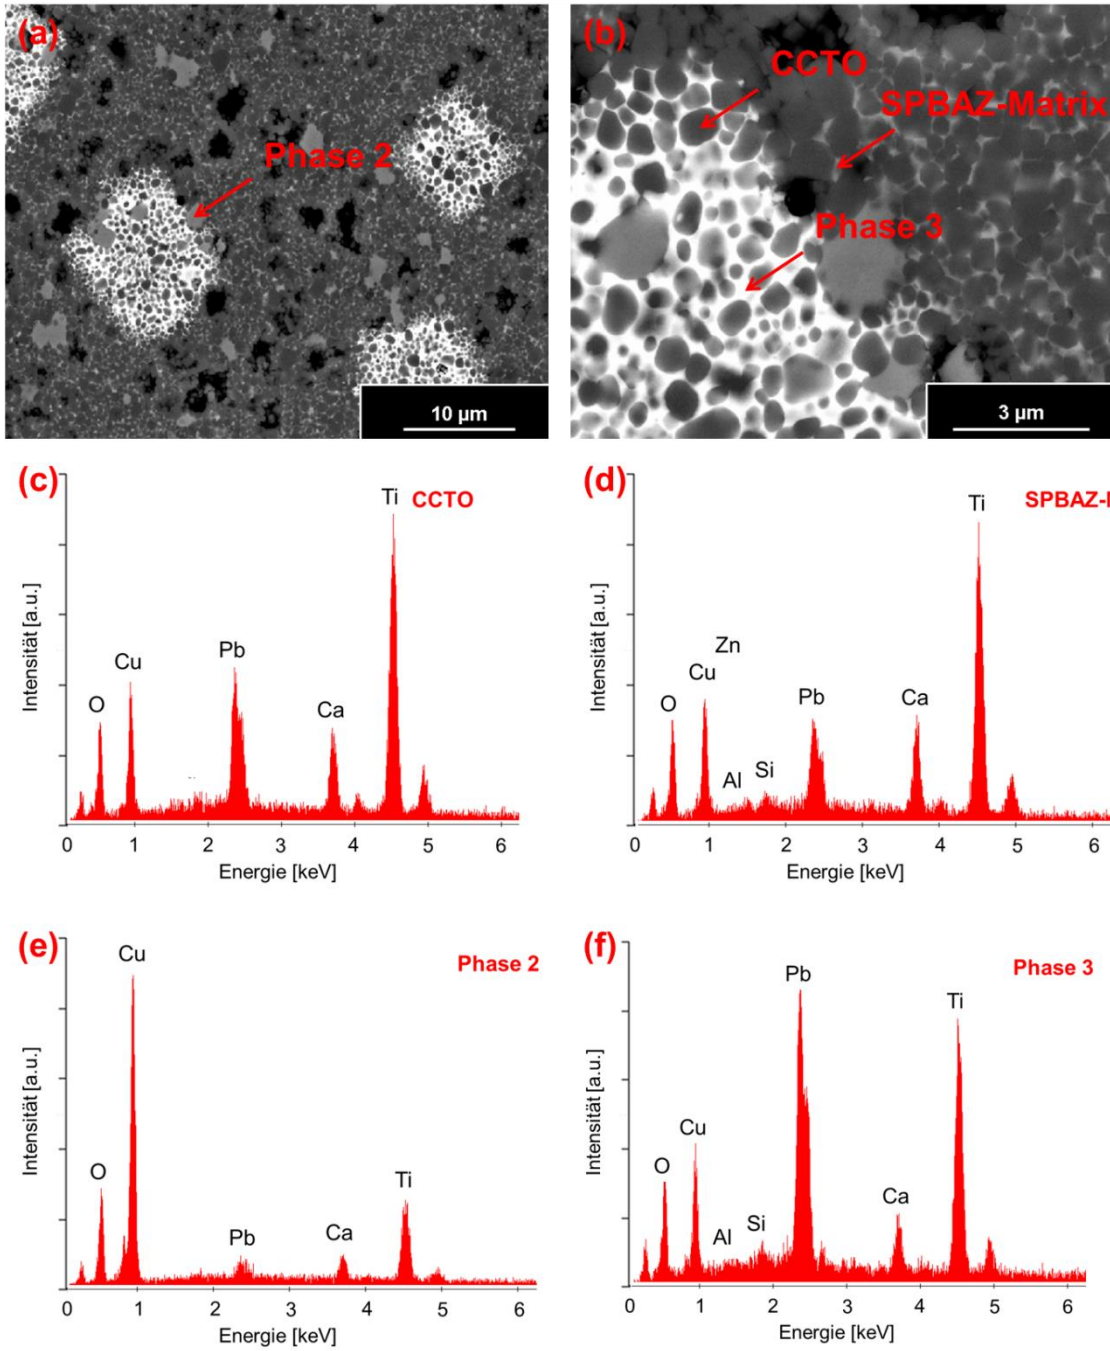 (a)
Phase 2
10 µm
(b)
CCTO
SPBAZ-Matrix
Phase 3
3 µm
(c)
CCTO
Ti
Pb
Cu
O
Ca
Intensität [a.u.]
0 1 2 3 4 5 6
Energie [keV]
(d)
SPBAZ-
Ti
Zn
Cu
O
Pb
Ca
Al
Si
Intensität [a.u.]
0 1 2 3 4 5 6
Energie [keV]
(e)
Cu
Phase 2
O
Ti
Pb
Ca
Intensität [a.u.]
0 1 2 3 4 5 6
Energie [keV]
(f)
Pb
Phase 3
Ti
Cu
O
Ca
Al
Si
Intensität [a.u.]
0 1 2 3 4 5 6
Energie [keV]